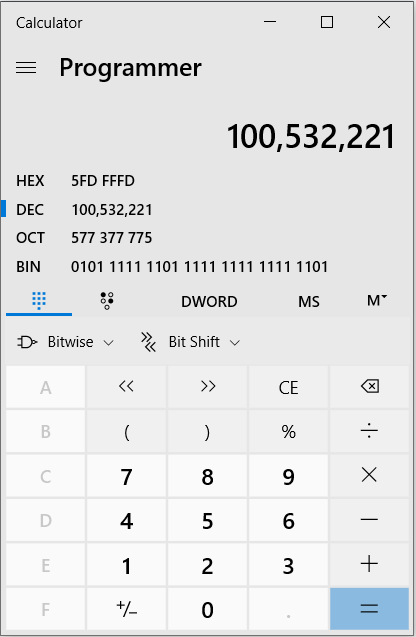 Calculator
Programmer
100,532,221
HEX 5FD FFFD
DEC 100,532,221
OCT 577 377 775
BIN 0101 1111 1101 1111 1111 1111 1101
DWORD MS M
Bitwise Bit Shift
A << >> CE
B ( ) % ÷
C 7 8 9 ×
D 4 5 6 −
E 1 2 3 +
F +/− 0 . =